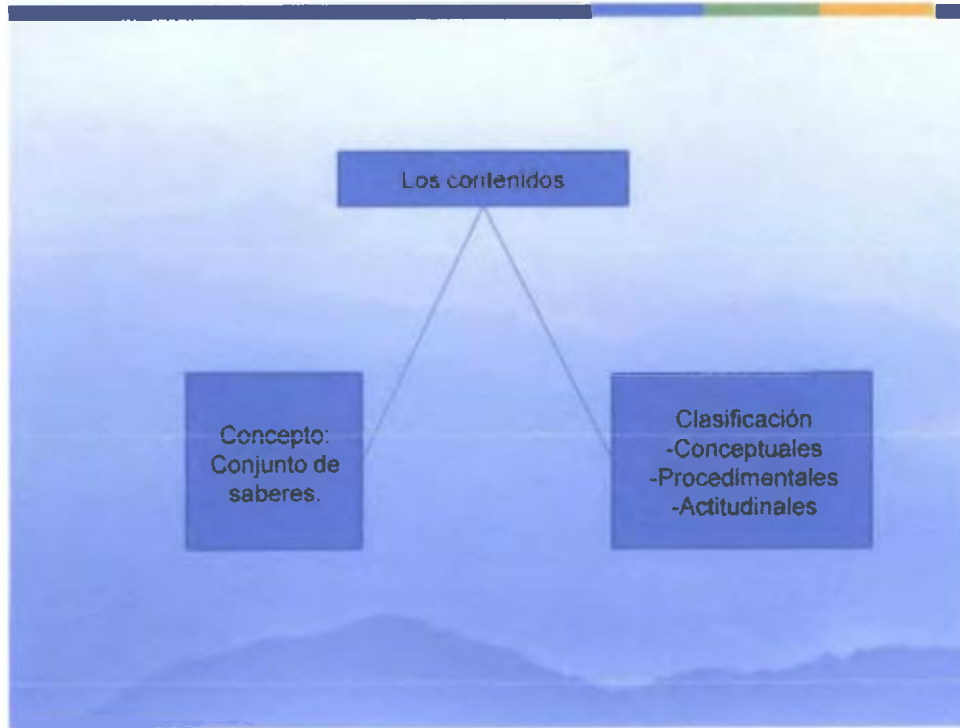 Los contenidos
Concepto:
Conjunto de
saberes.
Clasificación
-Conceptuales
-Procedimentales
-Actitudinales